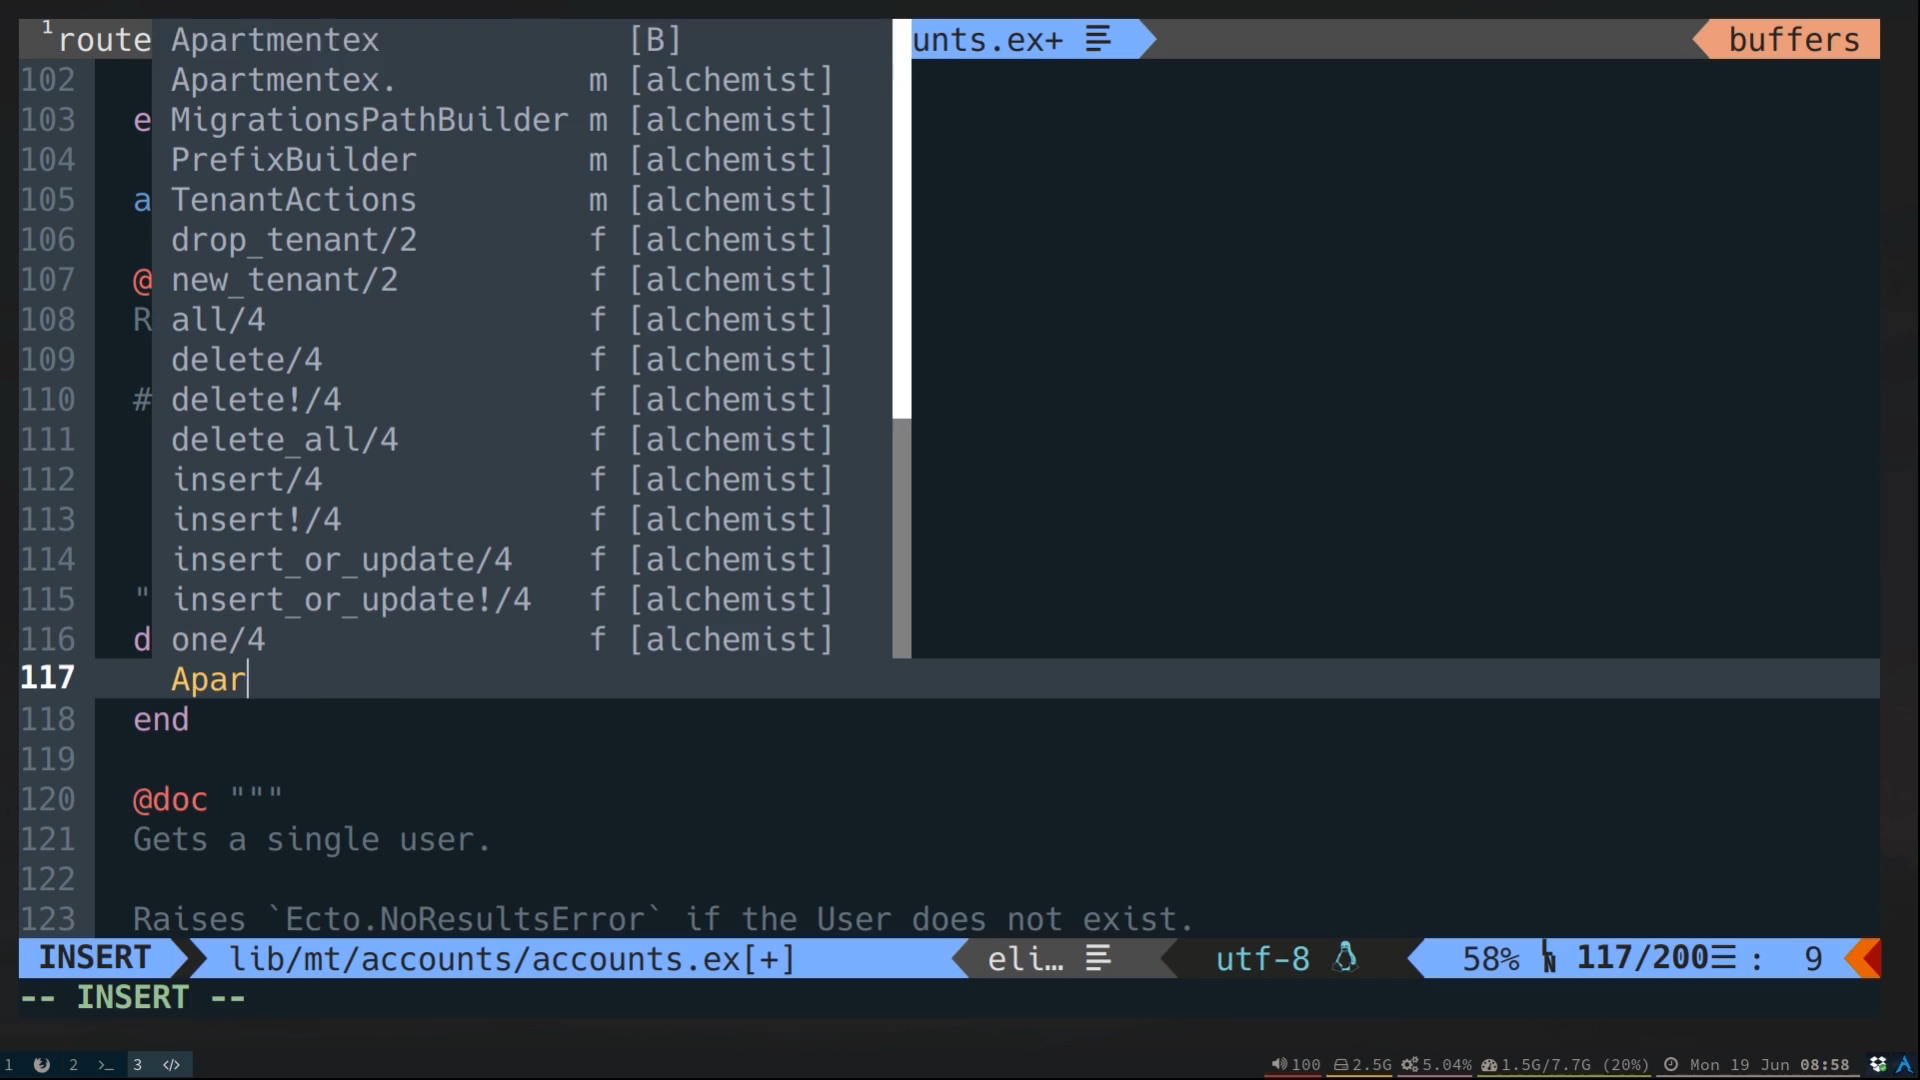 1 route unts.ex+ buffers
Apartmentex [B]
102 Apartmentex. m [alchemist]
103 e MigrationsPathBuilder m [alchemist]
104 PrefixBuilder m [alchemist]
105 a TenantActions m [alchemist]
106 drop_tenant/2 f [alchemist]
107 @ new_tenant/2 f [alchemist]
108 R all/4 f [alchemist]
109 delete/4 f [alchemist]
110 # delete!/4 f [alchemist]
111 delete_all/4 f [alchemist]
112 insert/4 f [alchemist]
113 insert!/4 f [alchemist]
114 insert_or_update/4 f [alchemist]
115 " insert_or_update!/4 f [alchemist]
116 d one/4 f [alchemist]
117 Apar
118 end
119
120 @doc """
121 Gets a single user.
122
123 Raises `Ecto.NoResultsError` if the User does not exist.
INSERT lib/mt/accounts/accounts.ex[+] eli… utf-8 58% LN 117/200☰ : 9
-- INSERT --
1 2 >_ 3 </> 100 2.5G 5.04% 1.5G/7.7G (20%) Mon 19 Jun 08:58